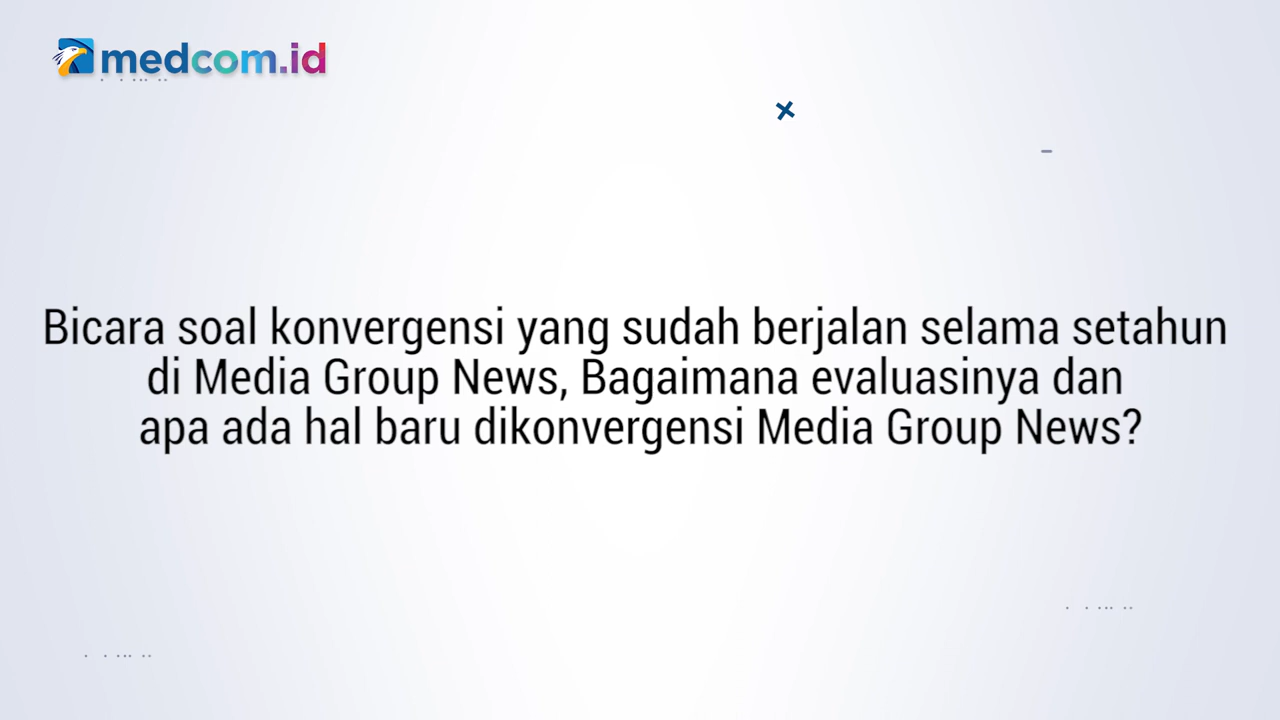 medcom.id
Bicara soal konvergensi yang sudah berjalan selama setahun
di Media Group News, Bagaimana evaluasinya dan
apa ada hal baru dikonvergensi Media Group News?